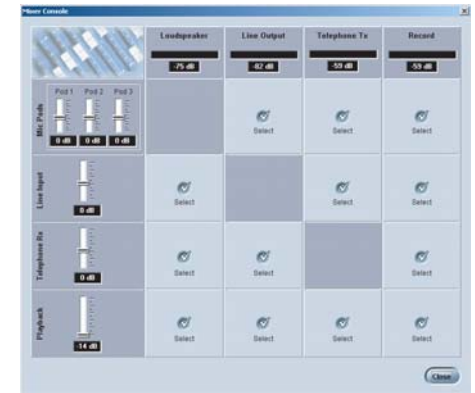 Mixer Console
Loudspeaker Line Output Telephone Tx Record
-75 dB -82 dB -59 dB -59 dB
Mic Pods
Pod 1 Pod 2 Pod 3
0 dB 0 dB 0 dB
Select Select Select
Line Input
0 dB
Select Select Select
Telephone Rx
0 dB
Select Select Select
Playback
-14 dB
Select Select Select Select
Close